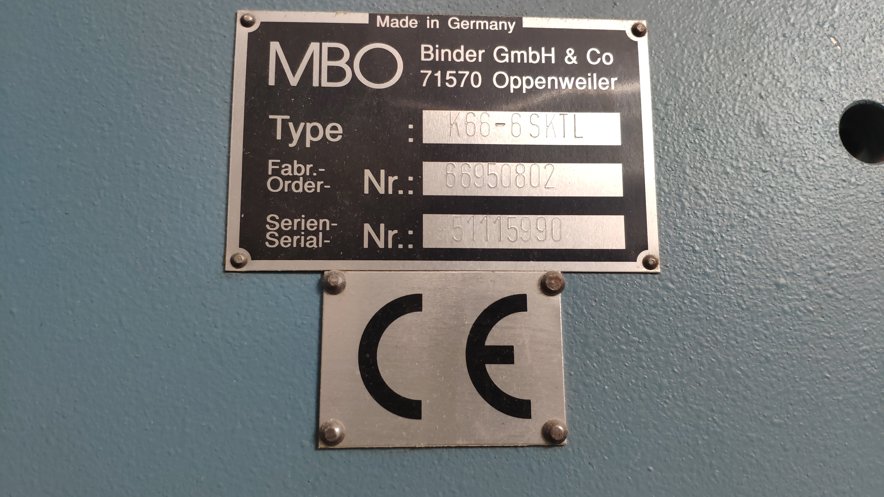 Made in Germany
MBO Binder GmbH & Co
71570 Oppenweiler
Type : K66-6SKTL
Fabr.-
Order- Nr.: 66950802
Serien-
Serial- Nr.: 51115990
CE